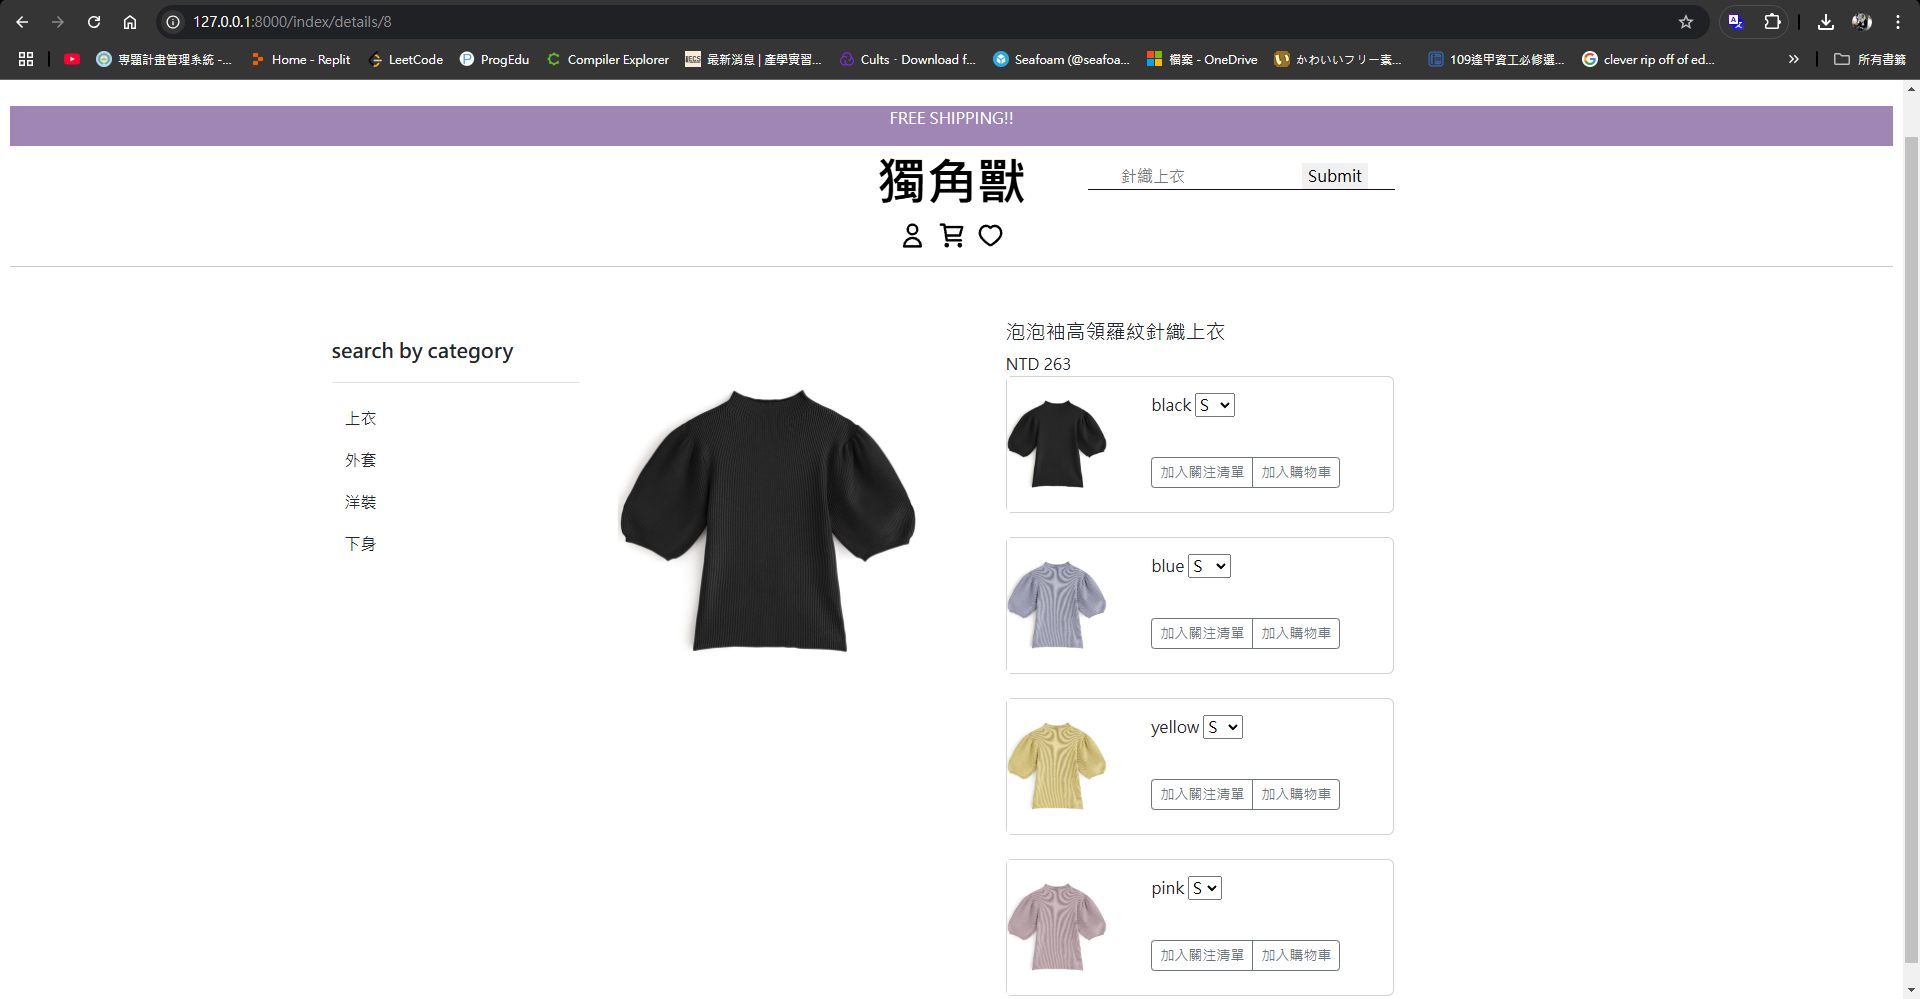 127.0.0.1:8000/index/details/8
專題計畫管理系統 -...
Home - Replit
LeetCode
ProgEdu
Compiler Explorer
最新消息 | 產學實習...
Cults · Download f...
Seafoam (@seafoa...
檔案 - OneDrive
かわいいフリー素...
109逢甲資工必修選...
clever rip off of ed...
所有書籤
FREE SHIPPING!!
獨角獸
針織上衣
Submit
search by category
上衣
外套
洋裝
下身
泡泡袖高領羅紋針織上衣
NTD 263
black S
加入關注清單 加入購物車
blue S
加入關注清單 加入購物車
yellow S
加入關注清單 加入購物車
pink S
加入關注清單 加入購物車